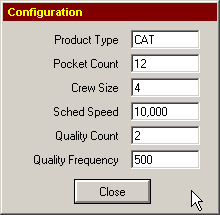 Configuration
Product Type CAT
Pocket Count 12
Crew Size 4
Sched Speed 10,000
Quality Count 2
Quality Frequency 500
Close